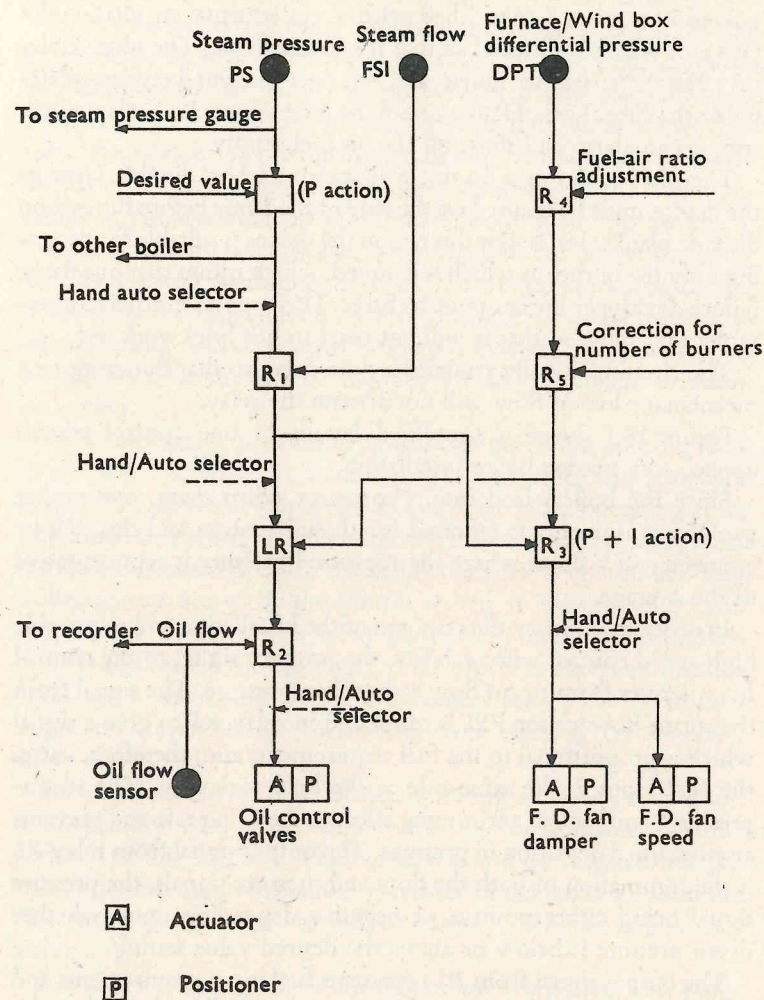 Steam pressure
PS
Steam flow
FSI
Furnace/Wind box
differential pressure
DPT
To steam pressure gauge
Desired value
(P action)
Fuel-air ratio
adjustment
R4
To other boiler
Hand auto selector
R1
Correction for
number of burners
R5
Hand/Auto selector
LR
R3
(P + I action)
To recorder
Oil flow
R2
Hand/Auto
selector
Hand/Auto
selector
Oil flow
sensor
A P
Oil control
valves
A P
F. D. fan
damper
A P
F. D. fan
speed
A Actuator
P Positioner